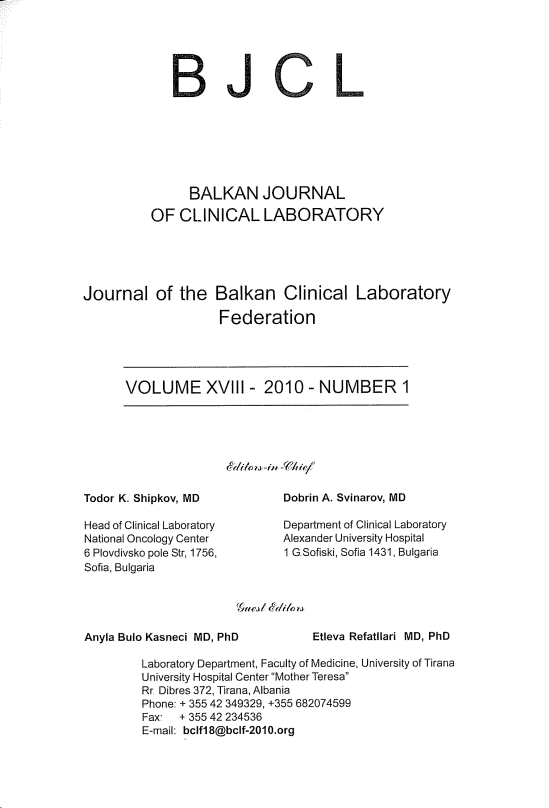 BJCL
BALKAN JOURNAL
OF CLINICAL LABORATORY
Journal of the Balkan Clinical Laboratory
Federation
VOLUME XVIII - 2010 - NUMBER 1
Editors-in-Chief
Todor K. Shipkov, MD
Head of Clinical Laboratory
National Oncology Center
6 Plovdivsko pole Str, 1756,
Sofia, Bulgaria
Dobrin A. Svinarov, MD
Department of Clinical Laboratory
Alexander University Hospital
1 G.Sofiski, Sofia 1431, Bulgaria
Guest Editors
Anyla Bulo Kasneci MD, PhD
Etleva Refatllari MD, PhD
Laboratory Department, Faculty of Medicine, University of Tirana
University Hospital Center “Mother Teresa”
Rr. Dibres 372, Tirana, Albania
Phone: + 355 42 349329, +355 682074599
Fax: + 355 42 234536
E-mail: bclf18@bclf-2010.org